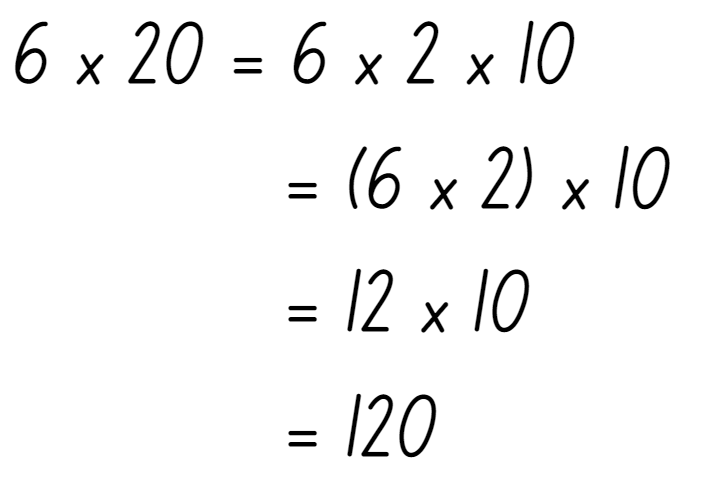 6 x 20 = 6 x 2 x 10
= (6 x 2) x 10
= 12 x 10
= 120